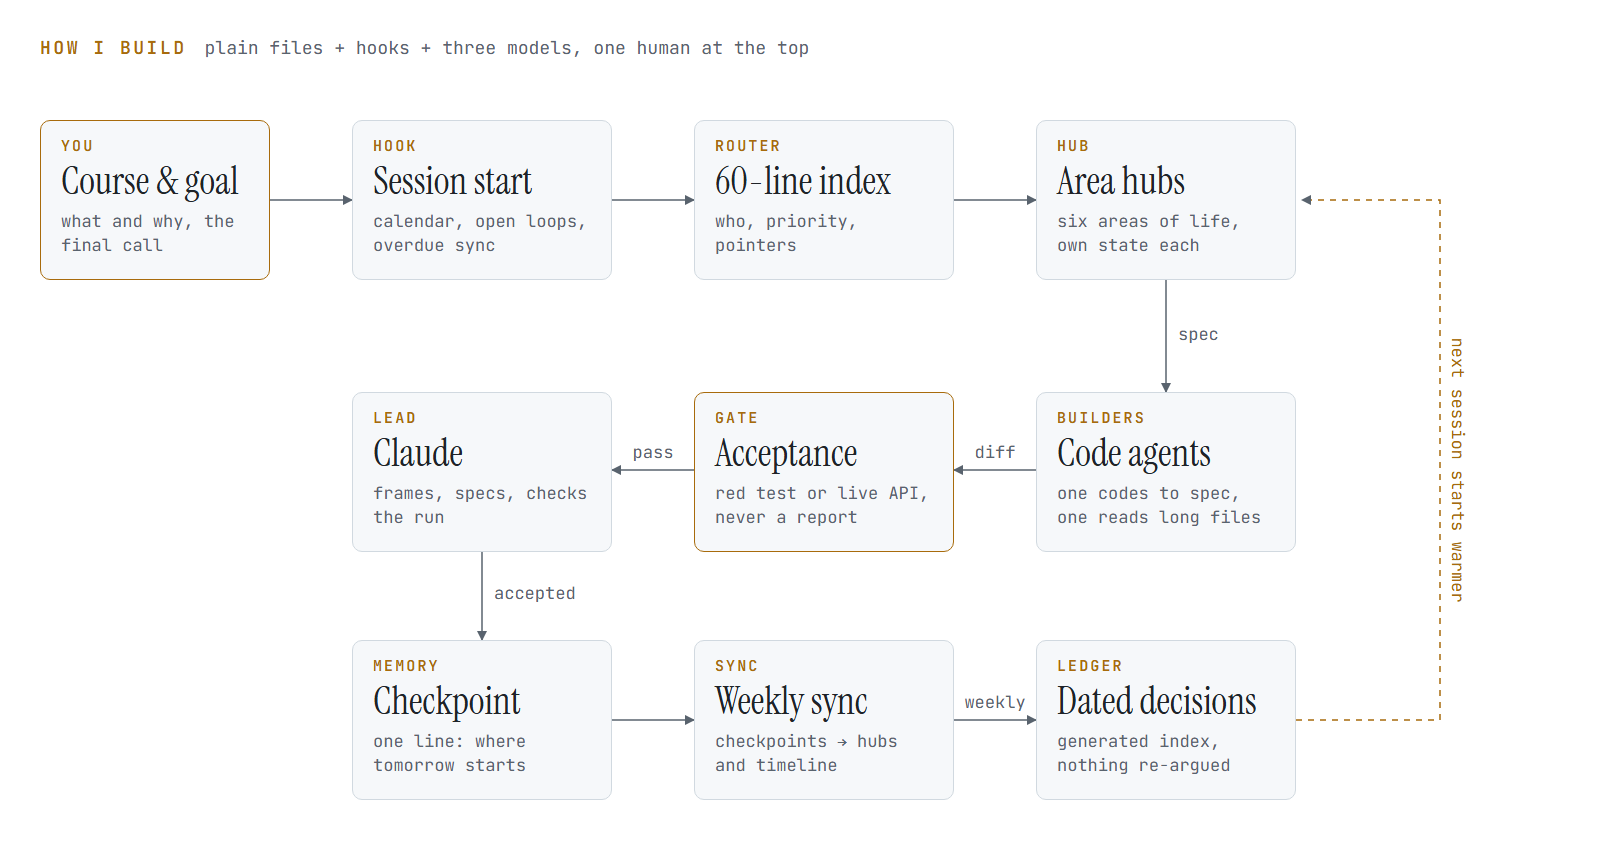 HOW I BUILD plain files + hooks + three models, one human at the top
YOU
Course & goal
what and why, the
final call
HOOK
Session start
calendar, open loops,
overdue sync
ROUTER
60-line index
who, priority,
pointers
HUB
Area hubs
six areas of life,
own state each
spec
LEAD
Claude
frames, specs, checks
the run
pass
GATE
Acceptance
red test or live API,
never a report
diff
BUILDERS
Code agents
one codes to spec,
one reads long files
next session starts warmer
accepted
MEMORY
Checkpoint
one line: where
tomorrow starts
SYNC
Weekly sync
checkpoints → hubs
and timeline
weekly
LEDGER
Dated decisions
generated index,
nothing re-argued